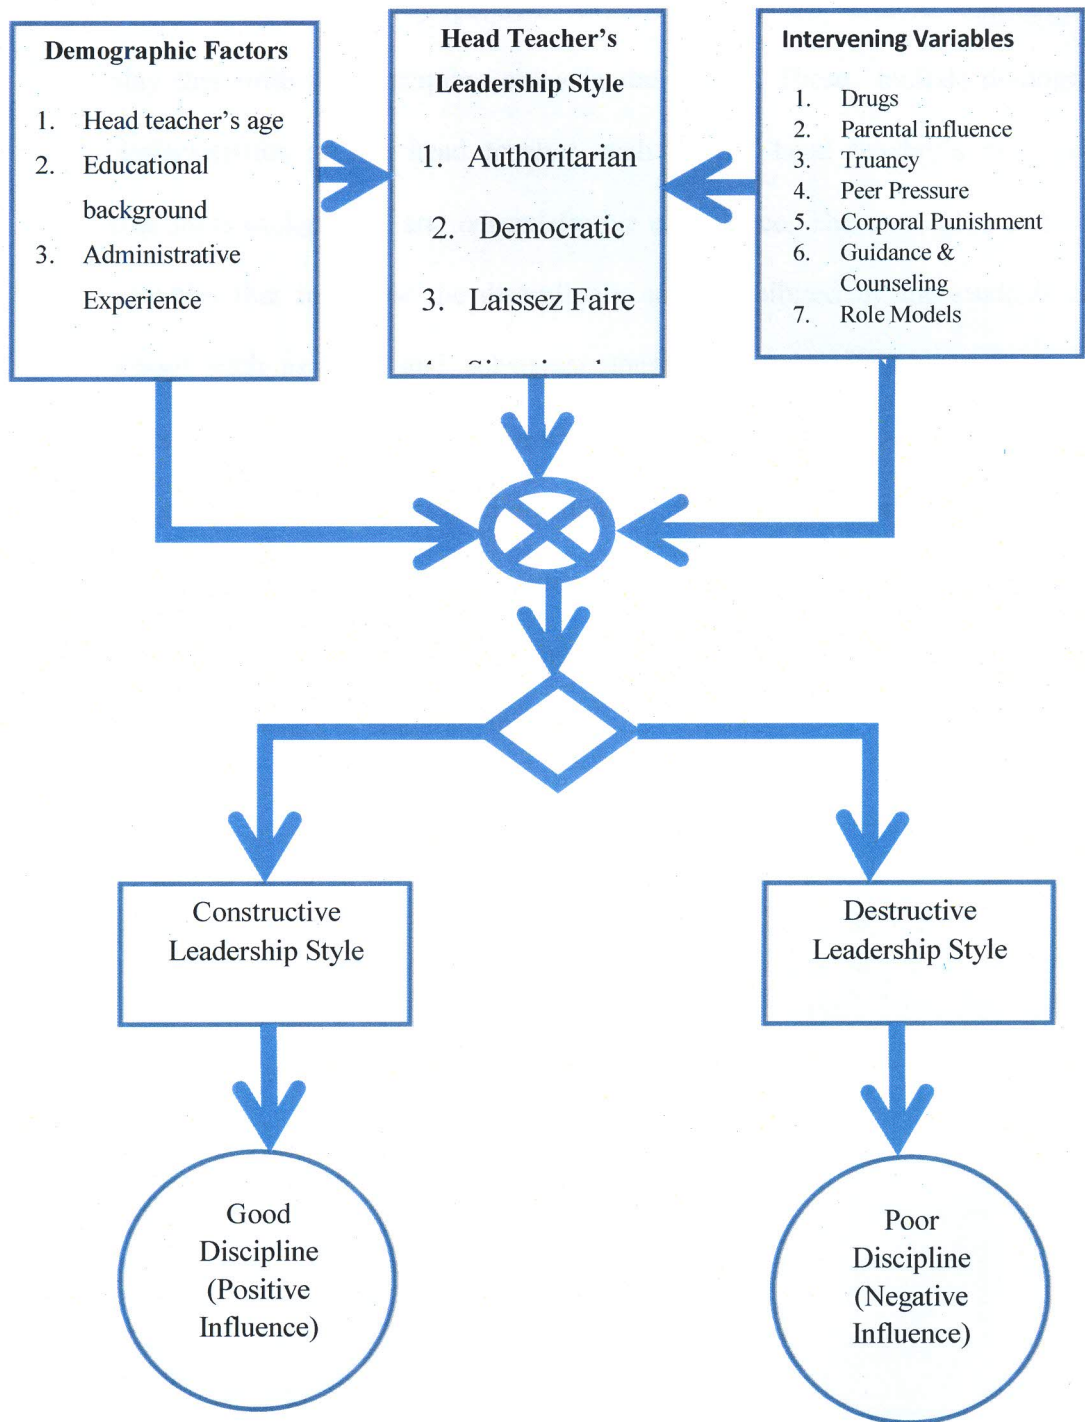 Demographic Factors
1. Head teacher's age
2. Educational
background
3. Administrative
Experience
Head Teacher's
Leadership Style
1. Authoritarian
2. Democratic
3. Laissez Faire
Intervening Variables
1. Drugs
2. Parental influence
3. Truancy
4. Peer Pressure
5. Corporal Punishment
6. Guidance &
Counseling
7. Role Models
Constructive
Leadership Style
Destructive
Leadership Style
Good
Discipline
(Positive
Influence)
Poor
Discipline
(Negative
Influence)